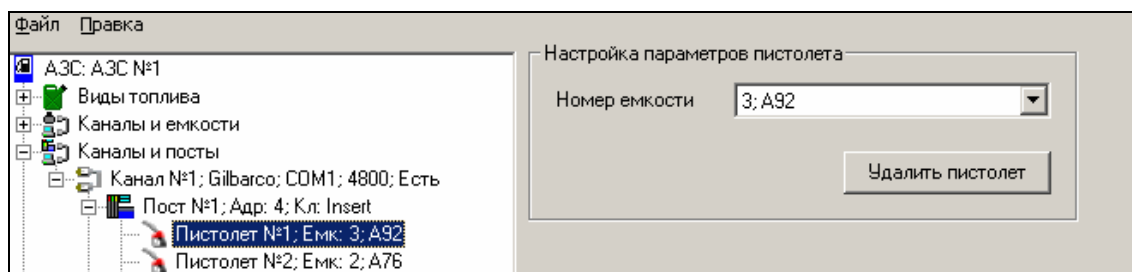 Файл Правка
АЗС: АЗС №1
Виды топлива
Каналы и емкости
Каналы и посты
Канал №1; Gilbarco; COM1; 4800; Есть
Пост №1; Адр: 4; Кл: Insert
Пистолет №1; Емк: 3; А92
Пистолет №2; Емк: 2; А76
Настройка параметров пистолета
Номер емкости 3; А92
Удалить пистолет